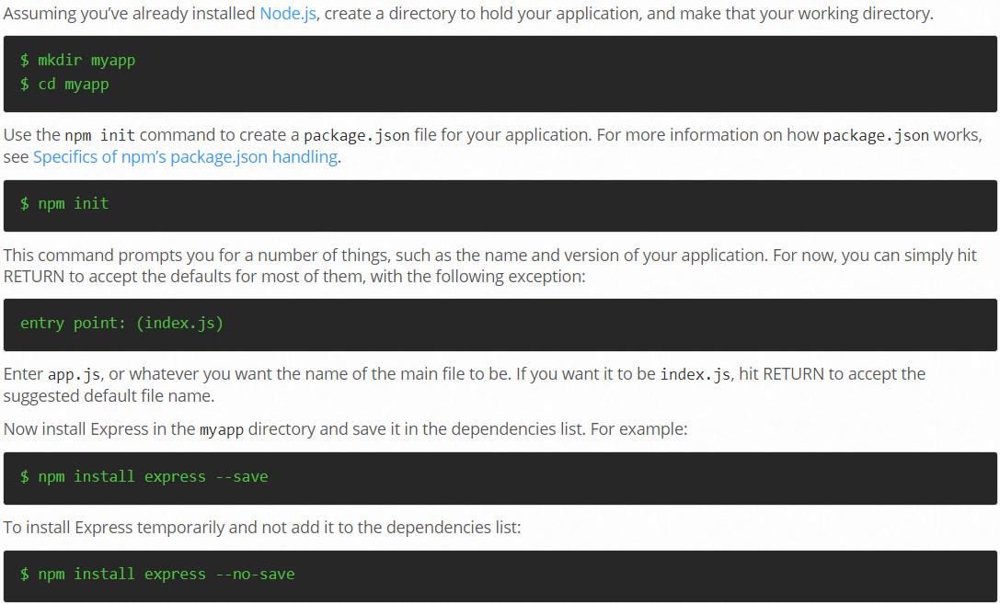 Assuming you’ve already installed Node.js, create a directory to hold your application, and make that your working directory.
$ mkdir myapp
$ cd myapp
Use the npm init command to create a package.json file for your application. For more information on how package.json works,
see Specifics of npm’s package.json handling.
$ npm init
This command prompts you for a number of things, such as the name and version of your application. For now, you can simply hit
RETURN to accept the defaults for most of them, with the following exception:
entry point: (index.js)
Enter app.js, or whatever you want the name of the main file to be. If you want it to be index.js, hit RETURN to accept the
suggested default file name.
Now install Express in the myapp directory and save it in the dependencies list. For example:
$ npm install express --save
To install Express temporarily and not add it to the dependencies list:
$ npm install express --no-save